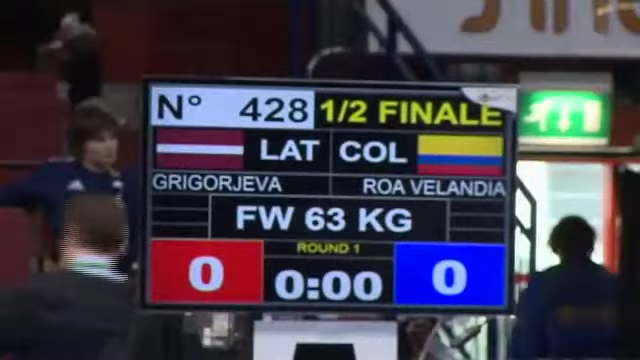 N° 428 1/2 FINALE
LAT COL
GRIGORJEVA ROA VELANDIA
FW 63 KG
ROUND 1
0 0:00 0